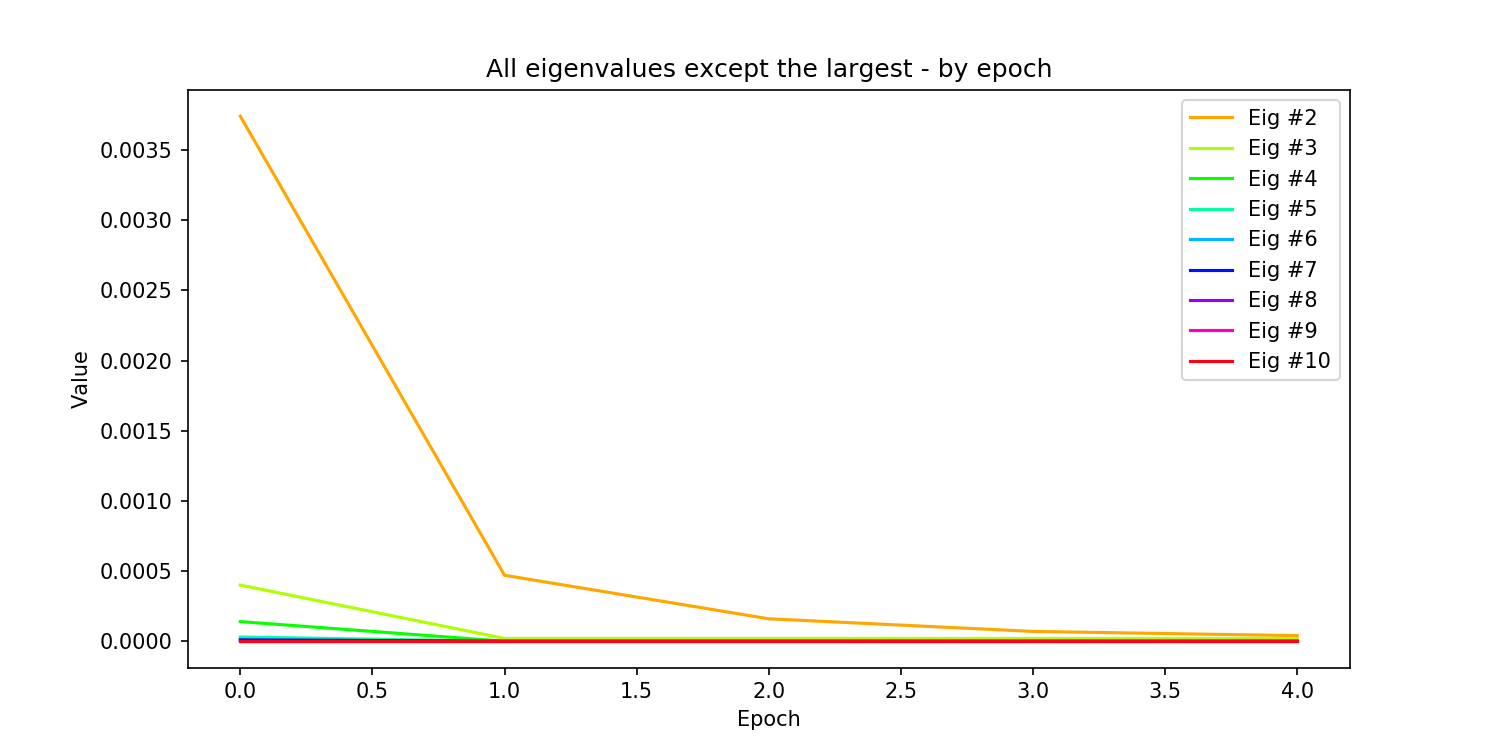 All eigenvalues except the largest - by epoch
Eig #2
Eig #3
Eig #4
Eig #5
Eig #6
Eig #7
Eig #8
Eig #9
Eig #10
Value
0.0035
0.0030
0.0025
0.0020
0.0015
0.0010
0.0005
0.0000
0.0 0.5 1.0 1.5 2.0 2.5 3.0 3.5 4.0
Epoch